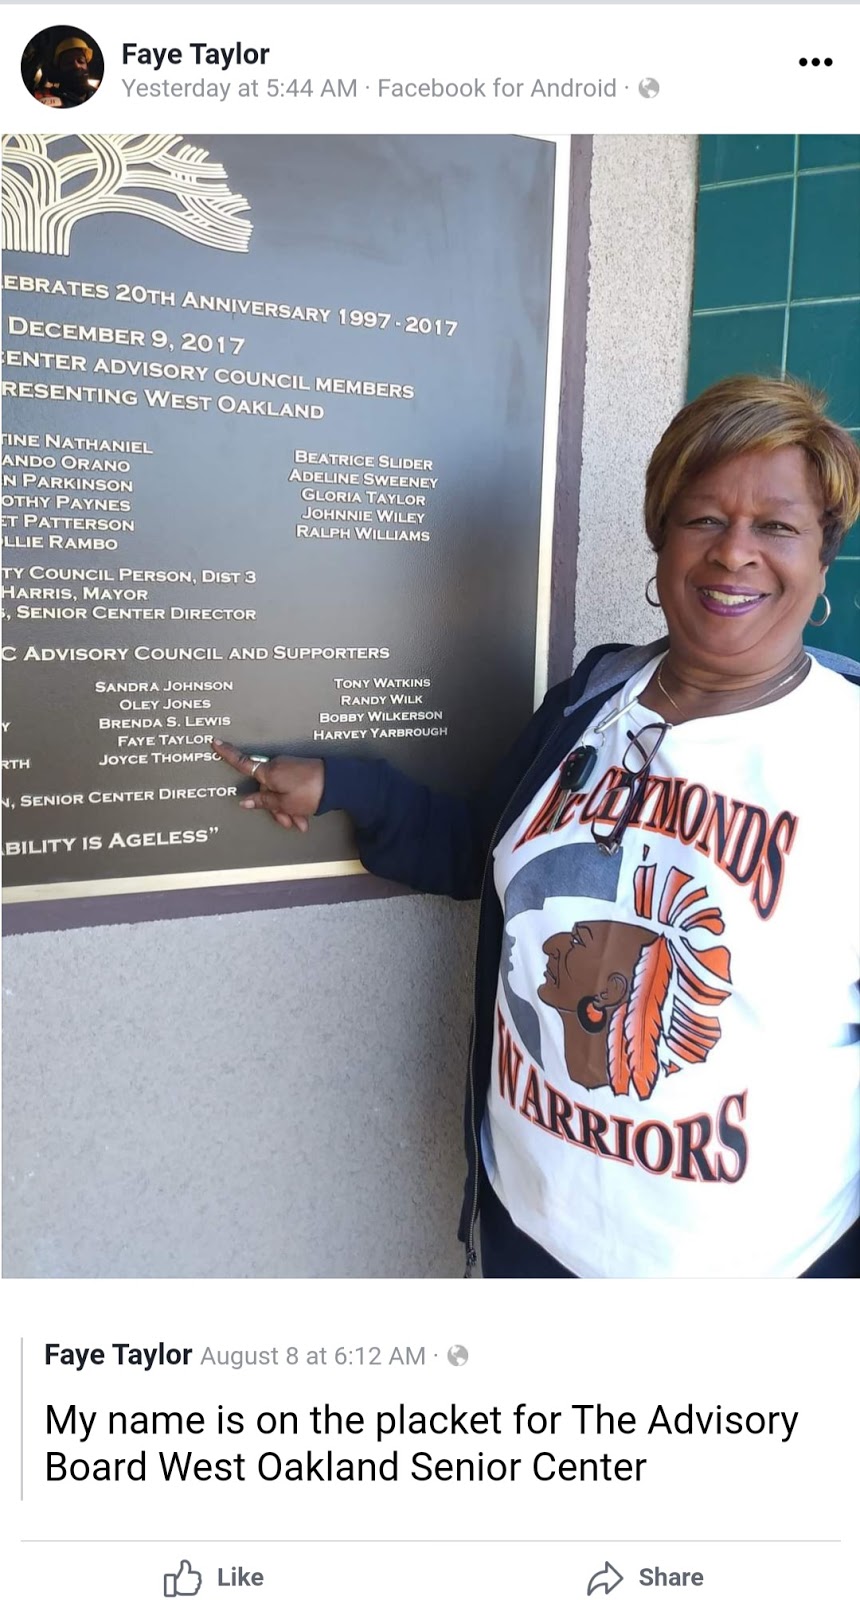 Faye Taylor
Yesterday at 5:44 AM · Facebook for Android ·
EBRATES 20TH ANNIVERSARY 1997-2017
DECEMBER 9, 2017
ENTER ADVISORY COUNCIL MEMBERS
RESENTING WEST OAKLAND
TINE NATHANIEL
ANDO ORANO
N PARKINSON
OTHY PAYNES
ET PATTERSON
LLIE RAMBO
BEATRICE SLIDER
ADELINE SWEENEY
GLORIA TAYLOR
JOHNNIE WILEY
RALPH WILLIAMS
TY COUNCIL PERSON, DIST 3
HARRIS, MAYOR
S, SENIOR CENTER DIRECTOR
C ADVISORY COUNCIL AND SUPPORTERS
Y
RTH
SANDRA JOHNSON
OLEY JONES
BRENDA S. LEWIS
FAYE TAYLOR
JOYCE THOMPSO
TONY WATKINS
RANDY WILK
BOBBY WILKERSON
HARVEY YARBROUGH
N, SENIOR CENTER DIRECTOR
ABILITY IS AGELESS”
McCLYMONDS
WARRIORS
Faye Taylor August 8 at 6:12 AM ·
My name is on the placket for The Advisory
Board West Oakland Senior Center
Like
Share